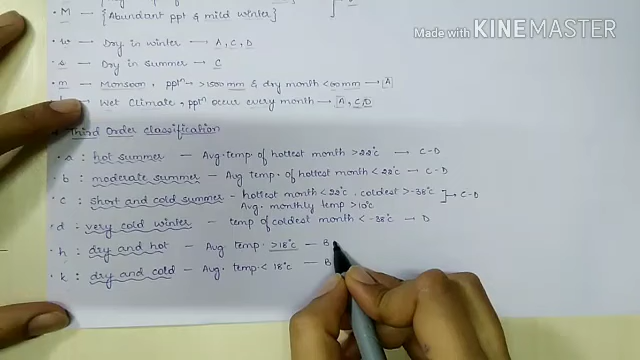 Made with KINEMASTER
M — {Abundant ppt & mild winter}
w — Dry in winter → A, C, D
s — Dry in summer → C
m — Monsoon, pptn → >1500 mm & dry month <60 mm → A
— Wet Climate, pptn occur every month → A, C, D
Third Order classification
a : hot summer — Avg. temp of hottest month >22°C → C-D
b : moderate summer — Avg. temp. of hottest month <22°C → C-D
c : short and cold summer - hottest month <22°C, coldest >-38°C → C-D
Avg. monthly temp >10°C
d : very cold winter - temp of coldest month <-38°C → D
h : dry and hot — Avg. temp. >18°C — B
k : dry and cold — Avg. temp. < 18°C — B